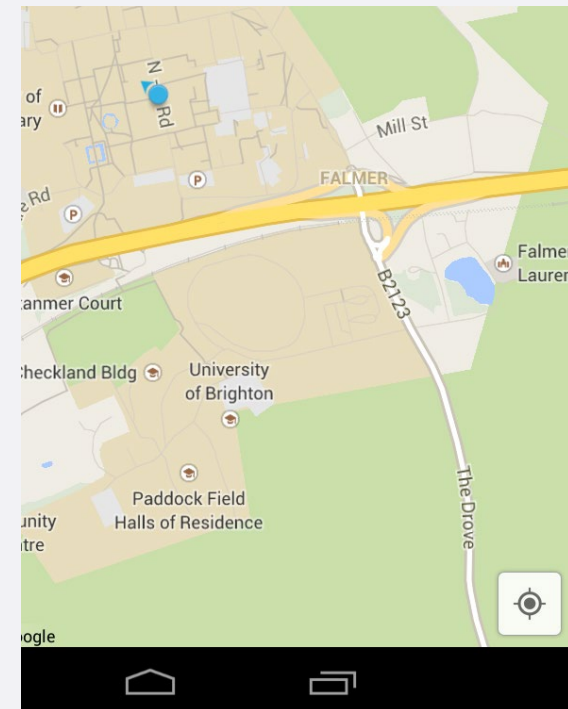 of
ary
N
Rd
Mill St
FALMER
P
e Rd
P
Falme
Lauren
anmer Court
B2123
Checkland Bldg
University
of Brighton
The Drove
Paddock Field
Halls of Residence
unity
tre
oogle